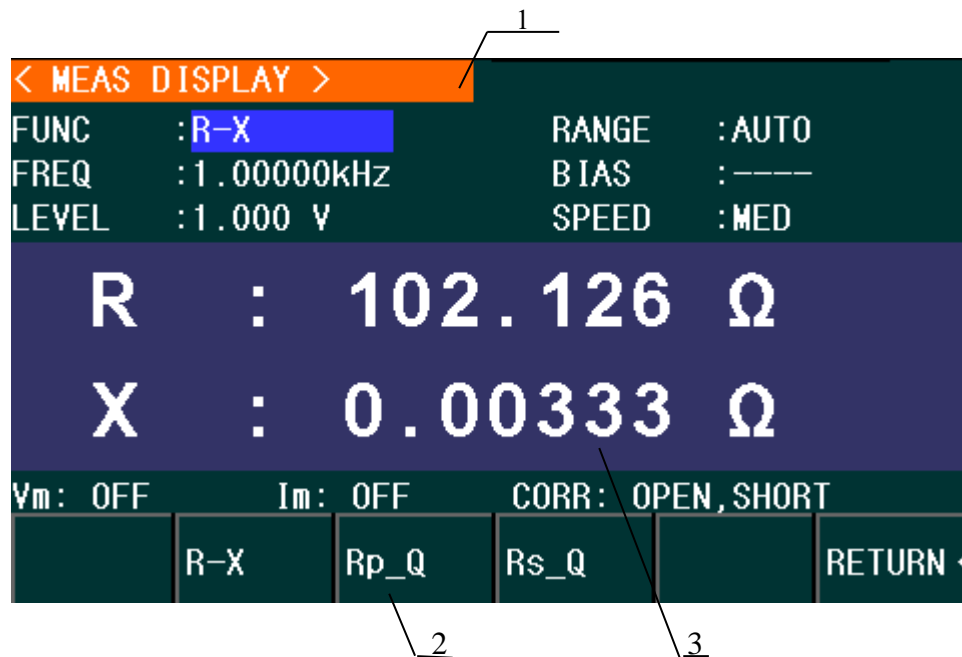 1
< MEAS DISPLAY >
FUNC :R-X RANGE :AUTO
FREQ :1.00000kHz BIAS :----
LEVEL :1.000 V SPEED :MED
R : 102.126 Ω
X : 0.00333 Ω
Vm: OFF Im: OFF CORR: OPEN,SHORT
R-X Rp_Q Rs_Q RETURN
2 3